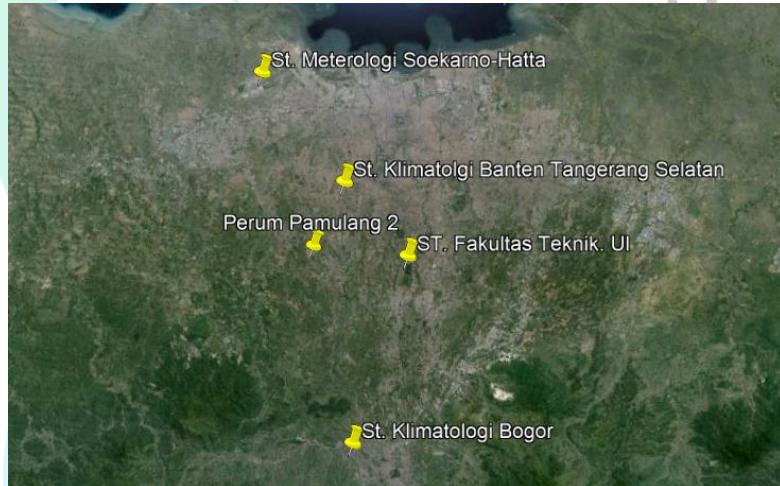 St. Meterologi Soekarno-Hatta
St. Klimatolgi Banten Tangerang Selatan
Perum Pamulang 2
ST. Fakultas Teknik. UI
St. Klimatologi Bogor